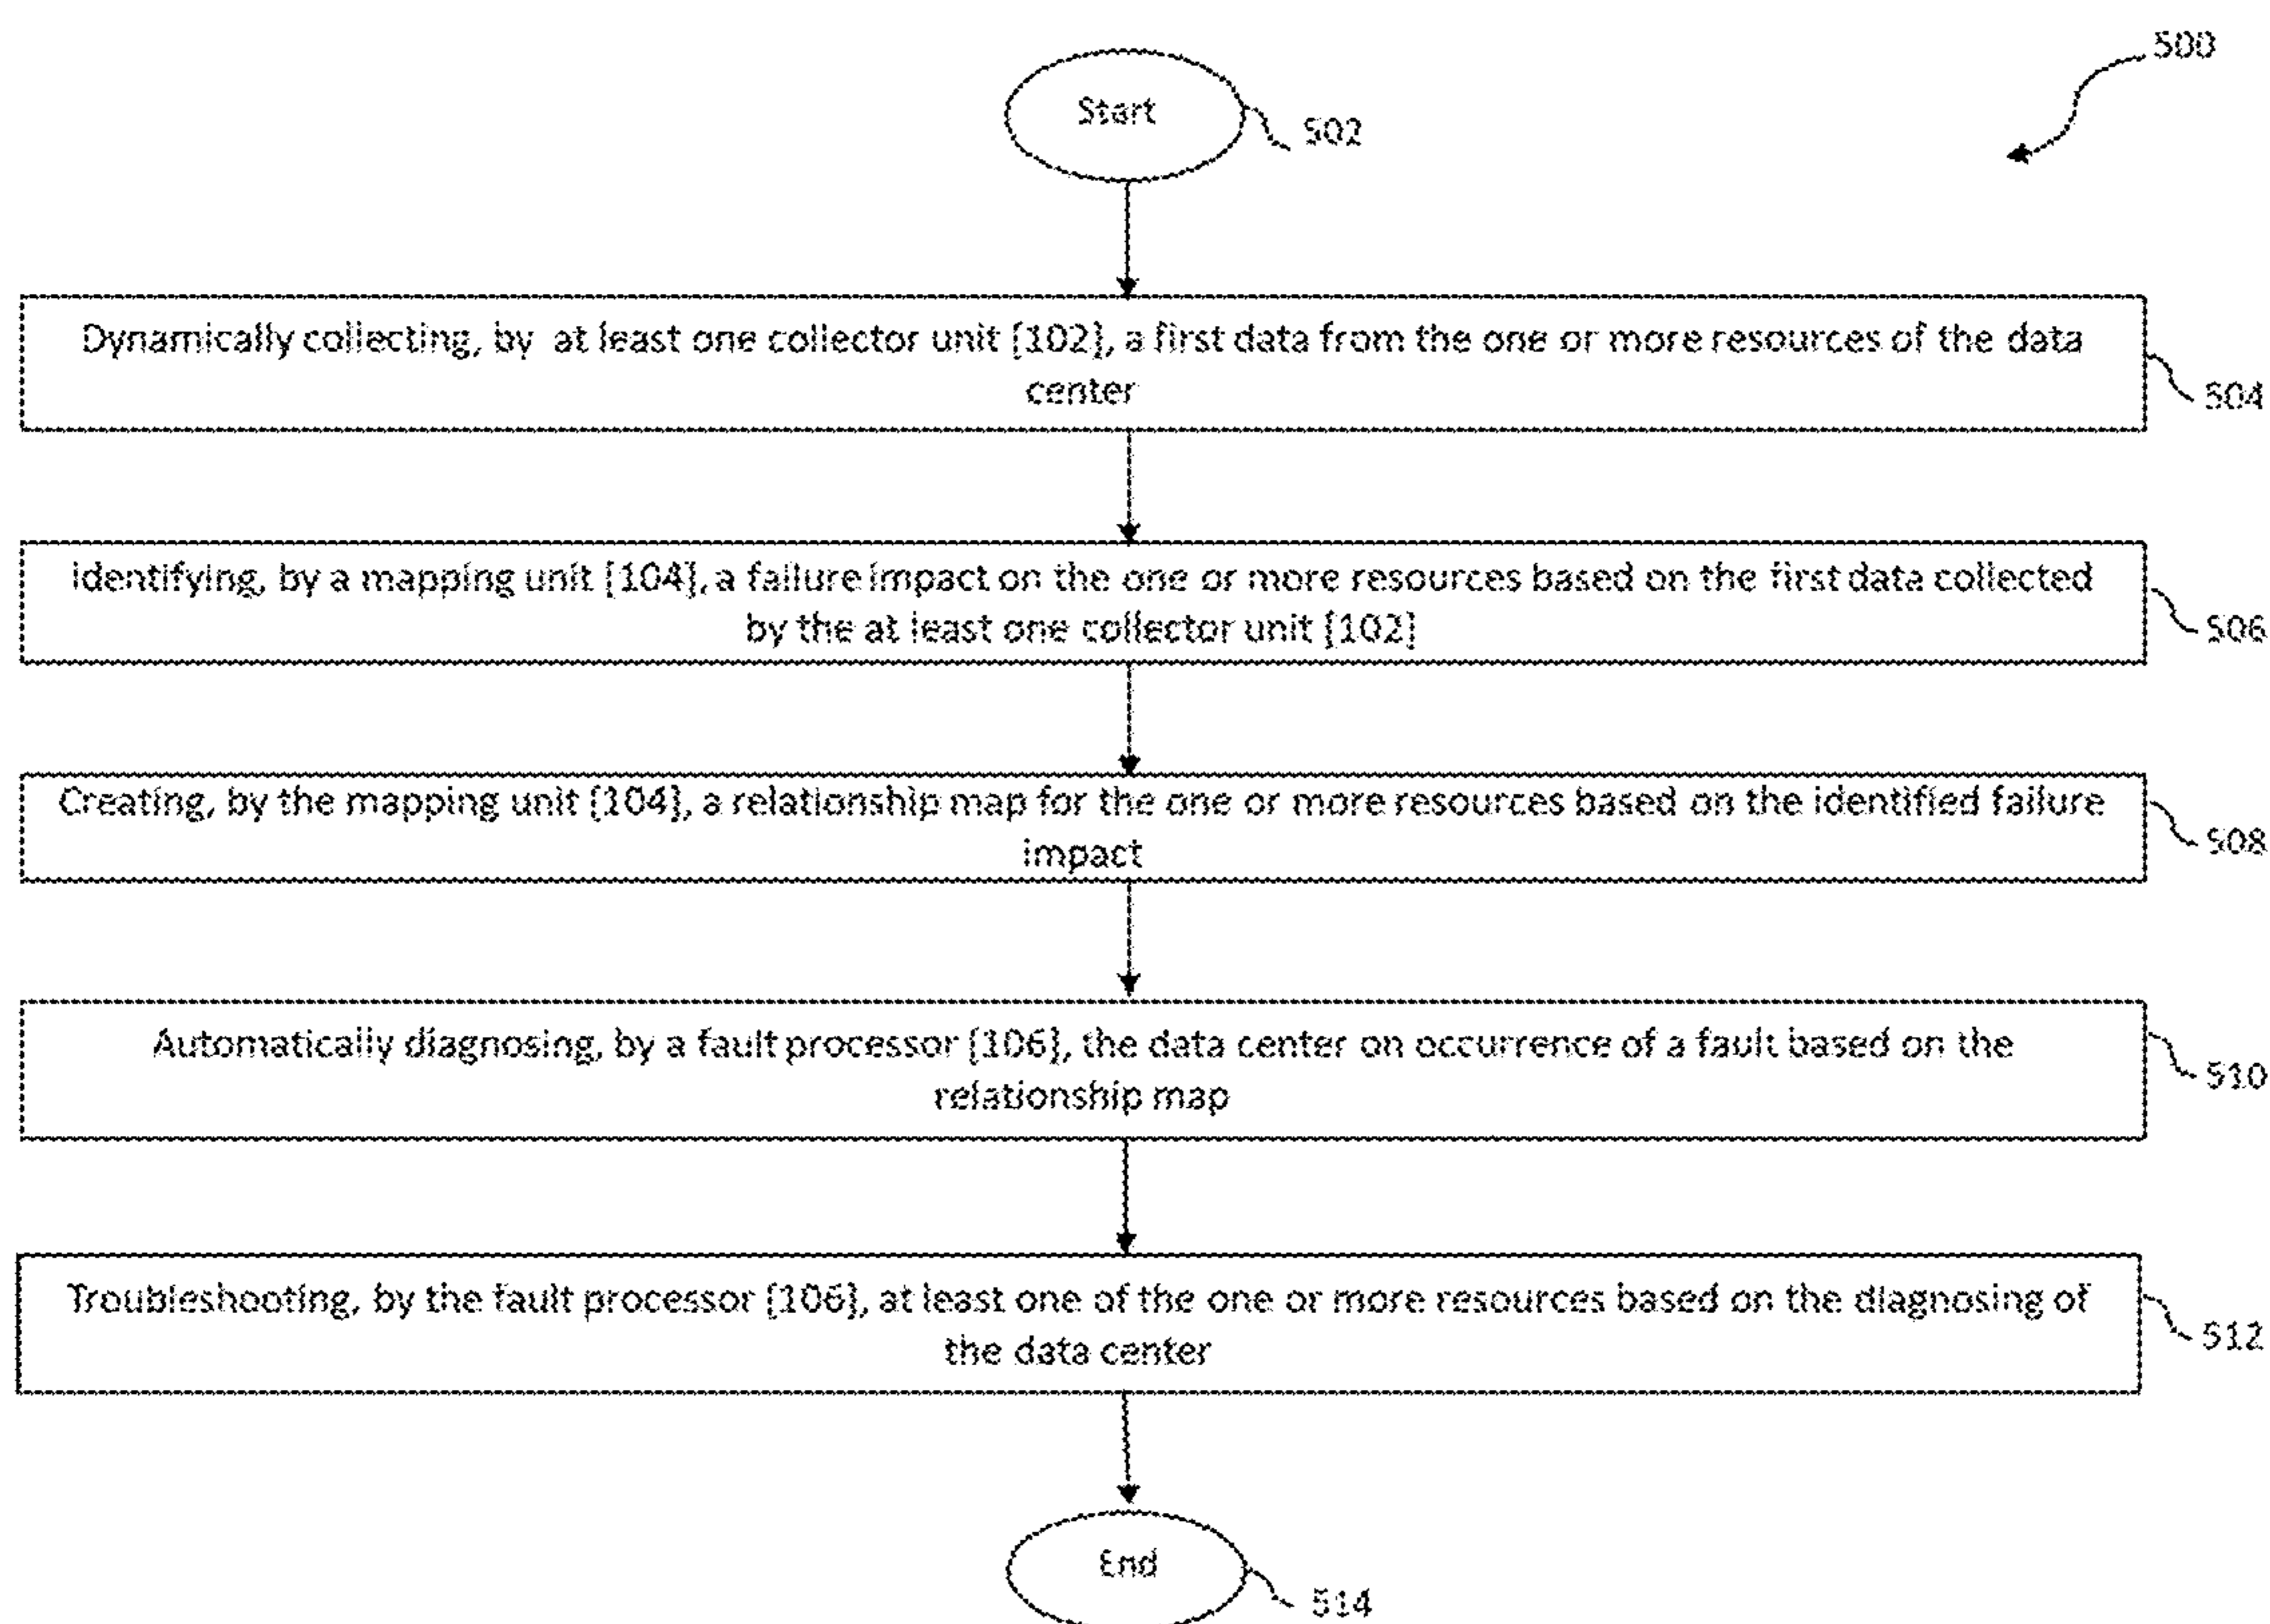 500
Start
502
Dynamically collecting, by at least one collector unit [102], a first data from the one or more resources of the data
center
504
Identifying, by a mapping unit [104], a failure impact on the one or more resources based on the first data collected
by the at least one collector unit [102]
506
Creating, by the mapping unit [104], a relationship map for the one or more resources based on the identified failure
impact
508
Automatically diagnosing, by a fault processor [106], the data center on occurrence of a fault based on the
relationship map
510
Troubleshooting, by the fault processor [106], at least one of the one or more resources based on the diagnosing of
the data center
512
End
514